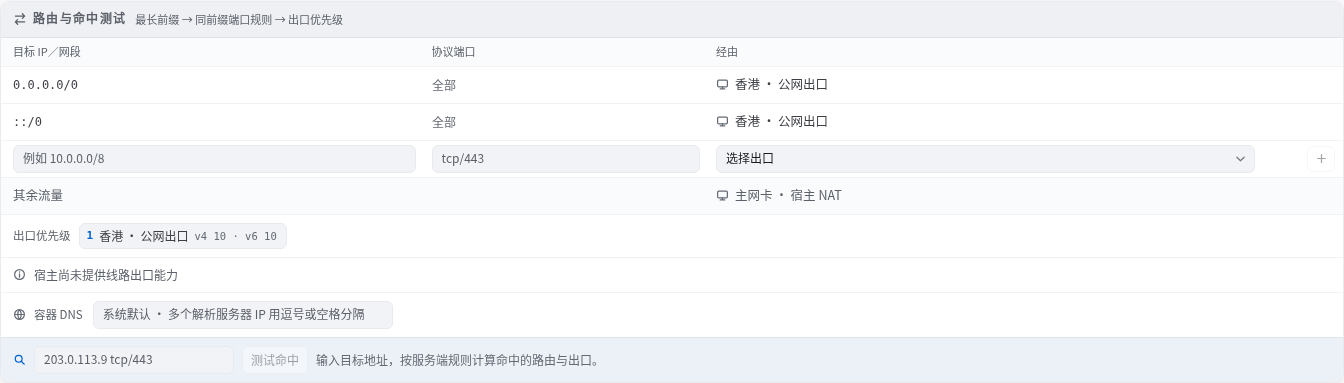 路由与命中测试 最长前缀 → 同前缀端口规则 → 出口优先级
目标 IP／网段 协议端口 经由
0.0.0.0/0 全部 香港 · 公网出口
::/0 全部 香港 · 公网出口
例如 10.0.0.0/8 tcp/443 选择出口 +
其余流量 主网卡 · 宿主 NAT
出口优先级 1 香港 · 公网出口 v4 10 · v6 10
宿主尚未提供线路出口能力
容器 DNS 系统默认 · 多个解析服务器 IP 用逗号或空格分隔
203.0.113.9 tcp/443 测试命中 输入目标地址，按服务端规则计算命中的路由与出口。